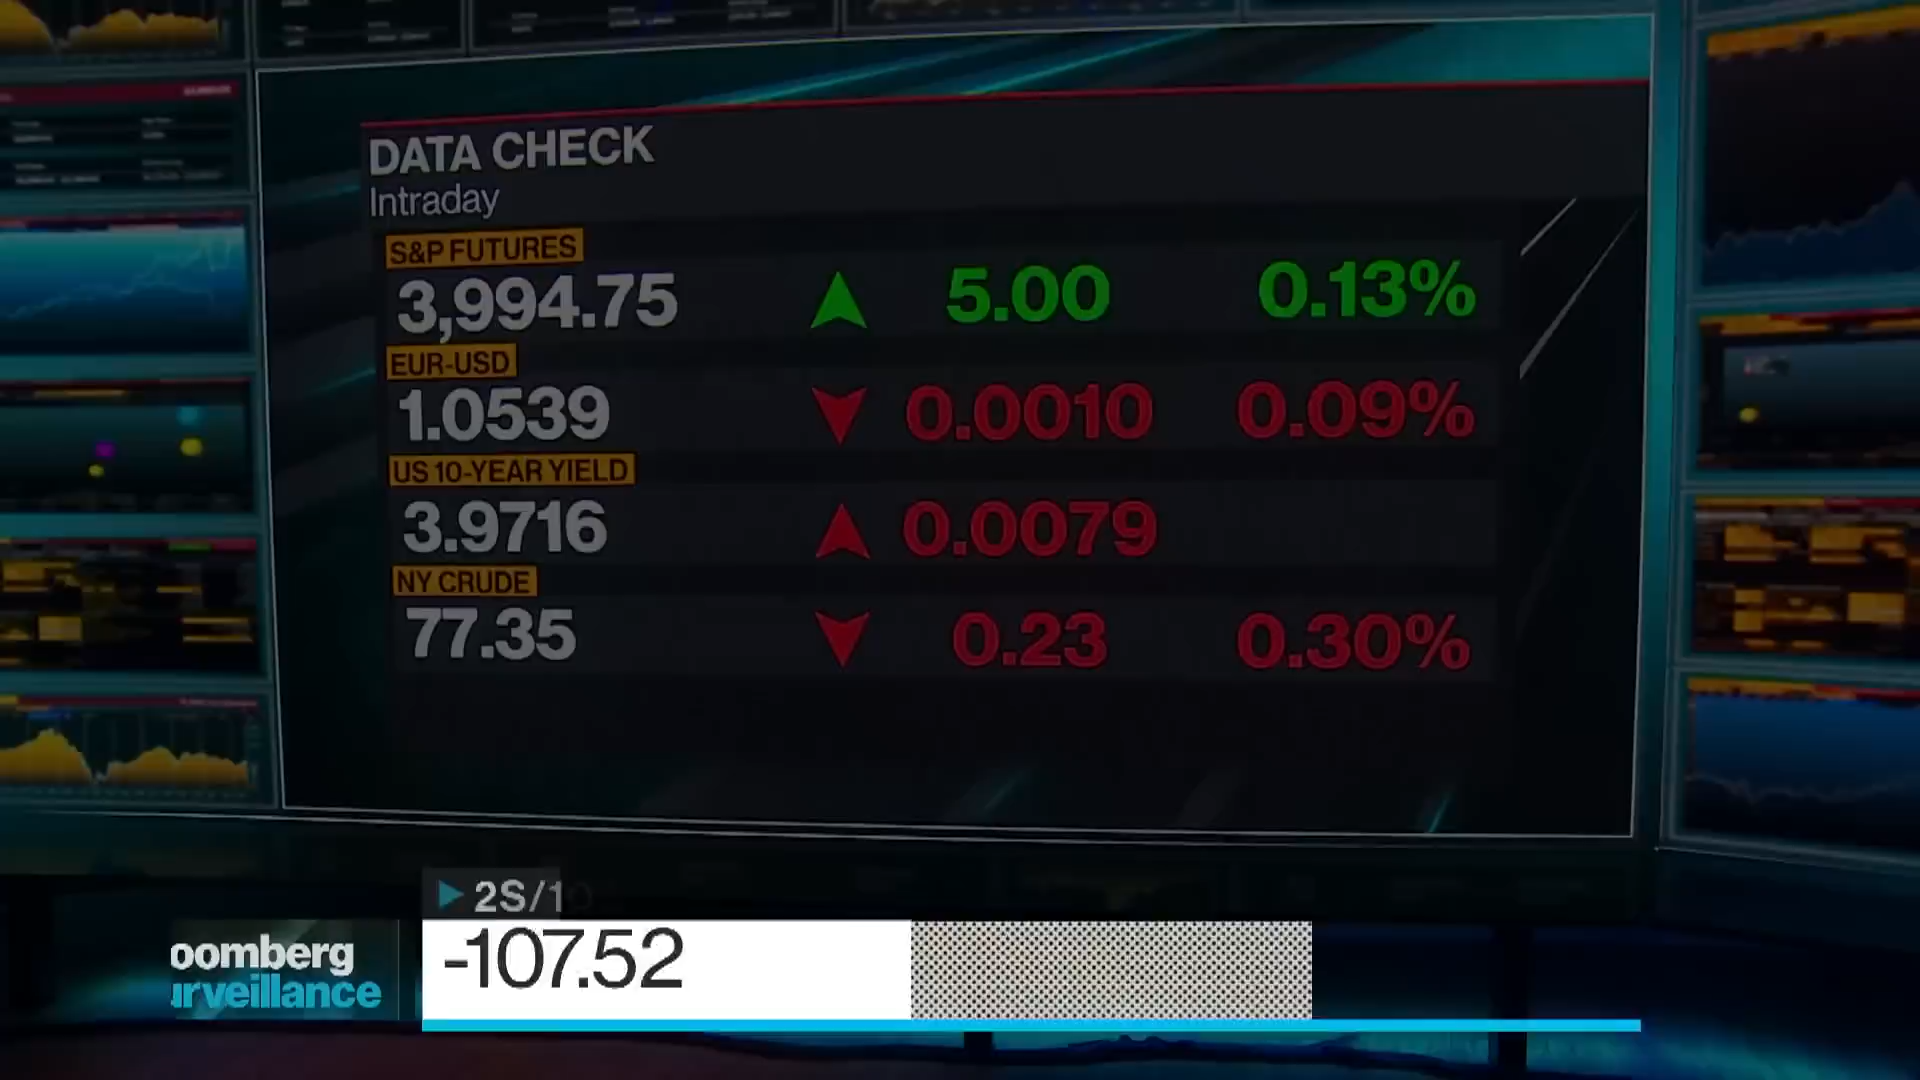 DATA CHECK
Intraday
S&P FUTURES
3,994.75 ▲ 5.00 0.13%
EUR-USD
1.0539 ▼ 0.0010 0.09%
US 10-YEAR YIELD
3.9716 ▲ 0.0079
NY CRUDE
77.35 ▼ 0.23 0.30%
2S/10
-107.52
oomberg
urveillance